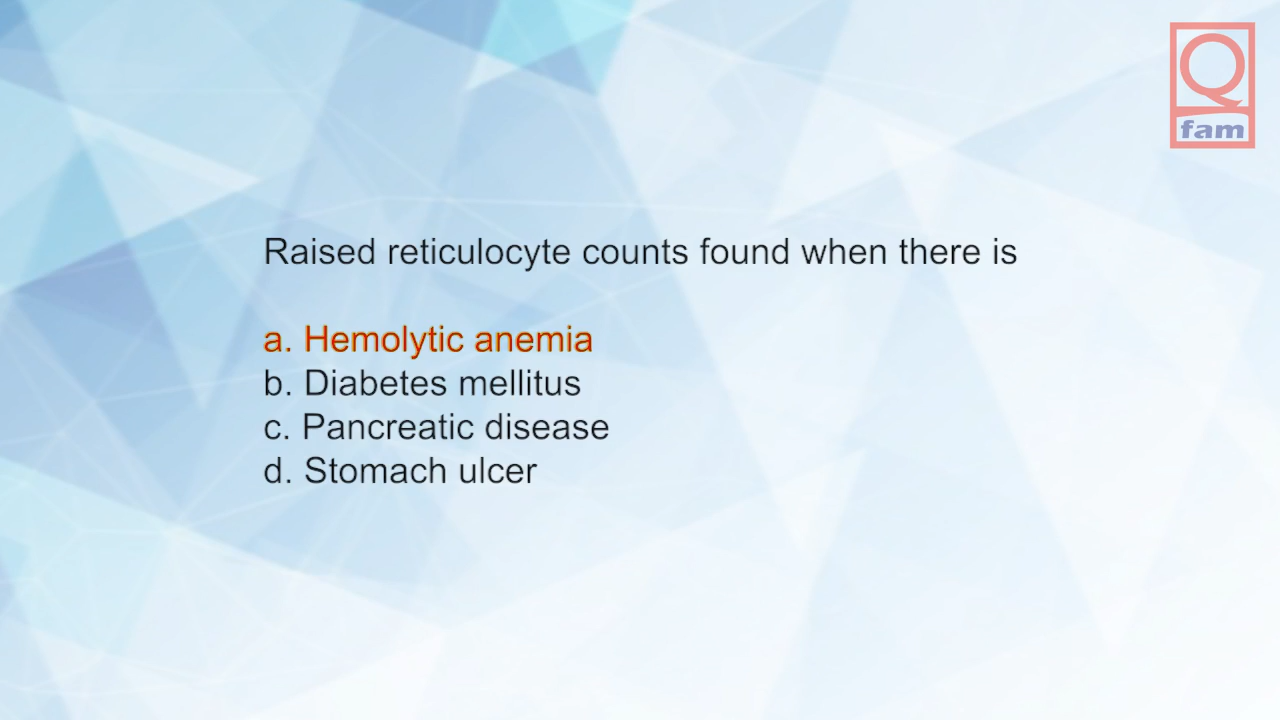 Q
fam
Raised reticulocyte counts found when there is
a. Hemolytic anemia
b. Diabetes mellitus
c. Pancreatic disease
d. Stomach ulcer